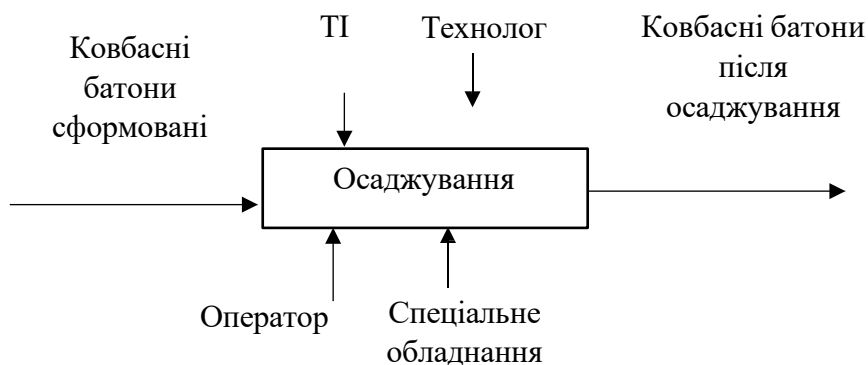 Ковбасні
батони
сформовані
ТІ
Технолог
Ковбасні батони
після
осаджування
Осаджування
Оператор
Спеціальне
обладнання